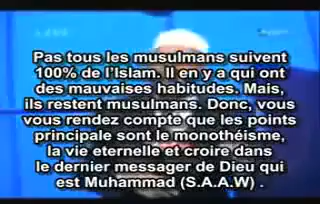 Pas tous les musulmans suivent
100% de l'Islam. Il en y a qui ont
des mauvaises habitudes. Mais,
ils restent musulmans. Donc, vous
vous rendez compte que les points
principale sont le monothéisme,
la vie eternelle et croire dans
le dernier messager de Dieu qui
est Muhammad (S.A.A.W) .